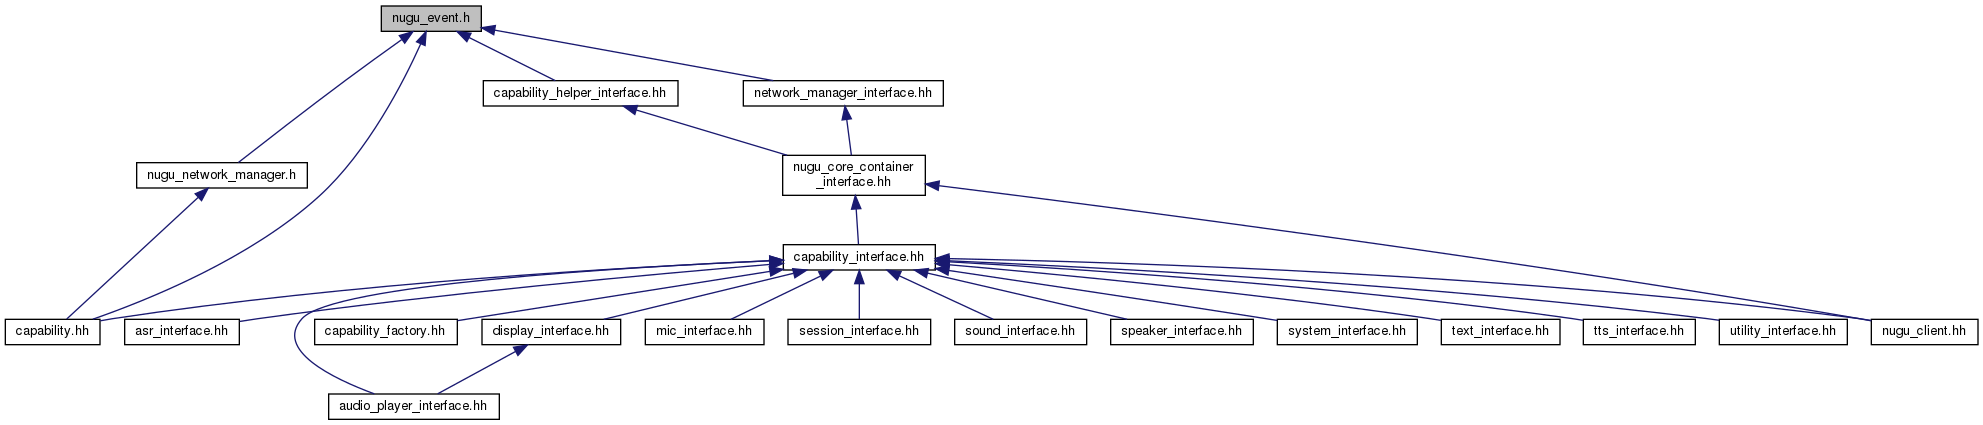 nugu_event.h
capability_helper_interface.hh
network_manager_interface.hh
nugu_network_manager.h
nugu_core_container
_interface.hh
capability_interface.hh
capability.hh
asr_interface.hh
capability_factory.hh
display_interface.hh
mic_interface.hh
session_interface.hh
sound_interface.hh
speaker_interface.hh
system_interface.hh
text_interface.hh
tts_interface.hh
utility_interface.hh
nugu_client.hh
audio_player_interface.hh